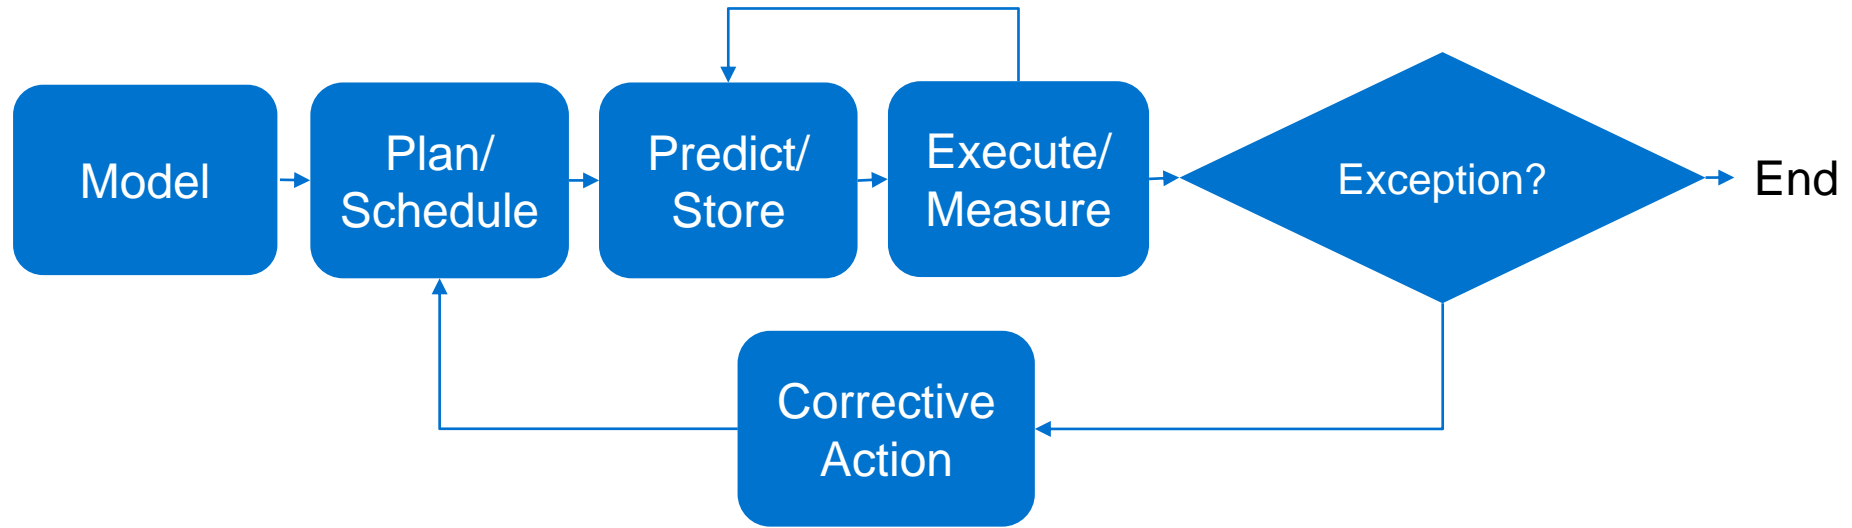 Model
Plan/
Schedule
Predict/
Store
Execute/
Measure
Exception?
End
Corrective
Action